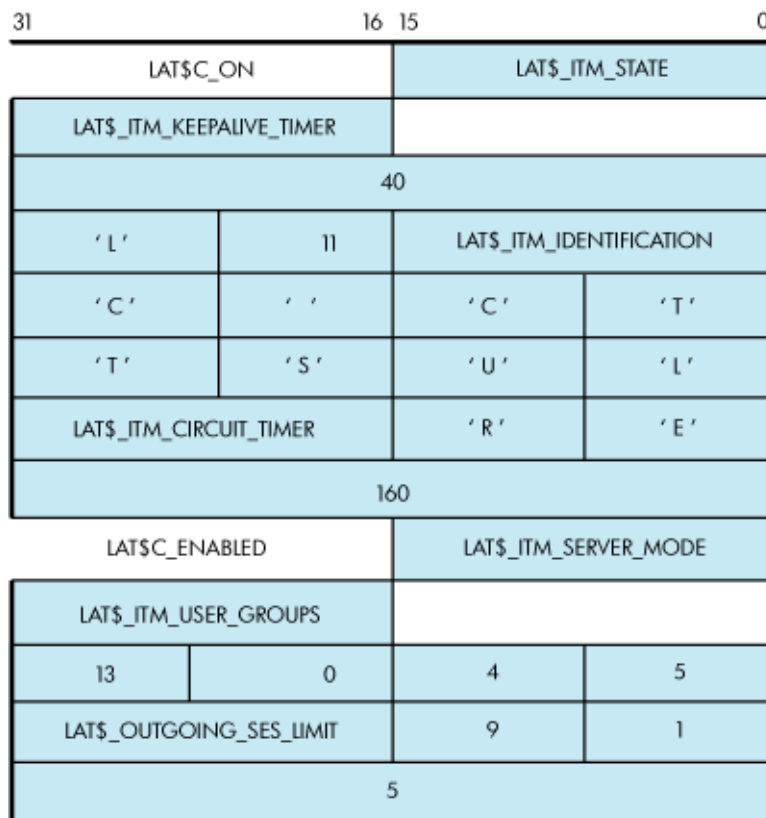 31 16 15 0
LAT$C_ON LAT$_ITM_STATE
LAT$_ITM_KEEPALIVE_TIMER
40
‘ L ’ 11 LAT$_ITM_IDENTIFICATION
‘ C ’ ‘ ’ ‘ C ’ ‘ T ’
‘ T ’ ‘ S ’ ‘ U ’ ‘ L ’
LAT$_ITM_CIRCUIT_TIMER ‘ R ’ ‘ E ’
160
LAT$C_ENABLED LAT$_ITM_SERVER_MODE
LAT$_ITM_USER_GROUPS
13 0 4 5
LAT$_OUTGOING_SES_LIMIT 9 1
5